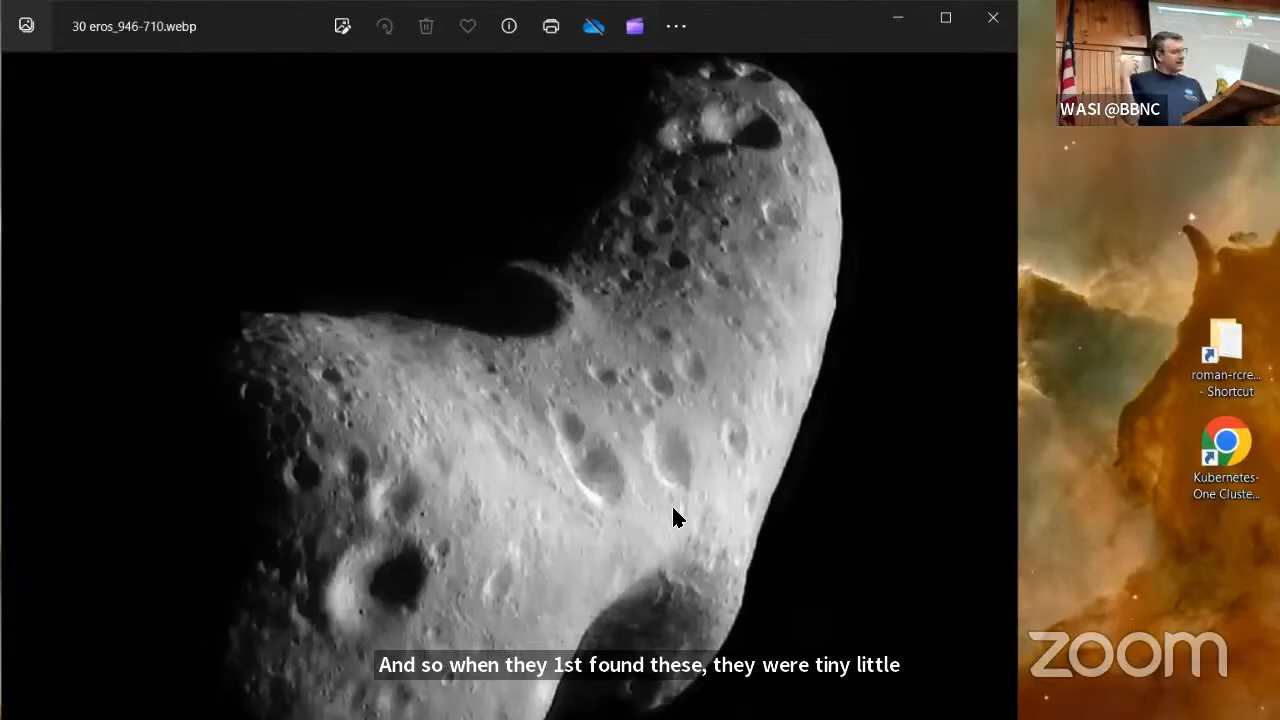 30 eros_946-710.webp
WASI @BBNC
roman-rcre...
- Shortcut
Kubernetes-
One Cluste...
And so when they 1st found these, they were tiny little
zoom